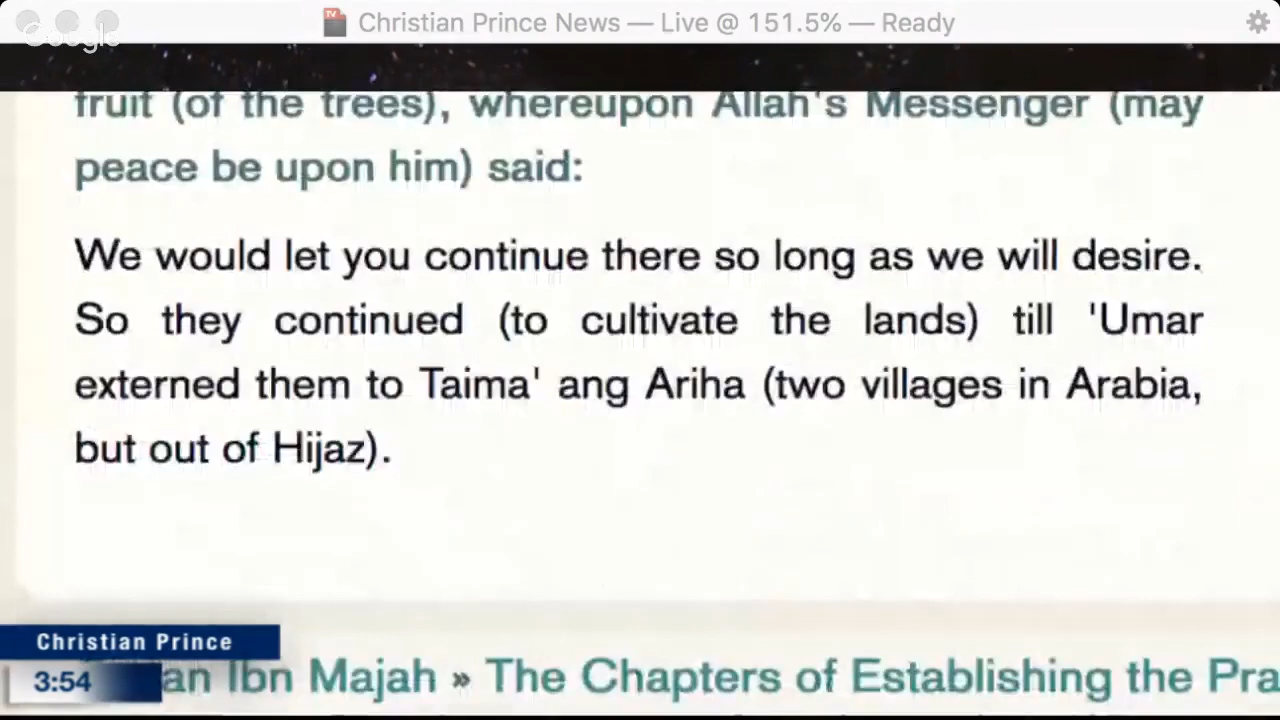 Christian Prince News — Live @ 151.5% — Ready
Google
fruit (of the trees), whereupon Allah's Messenger (may
peace be upon him) said:
We would let you continue there so long as we will desire.
So they continued (to cultivate the lands) till 'Umar
externed them to Taima' ang Ariha (two villages in Arabia,
but out of Hijaz).
Christian Prince
3:54
Ibn Majah » The Chapters of Establishing the